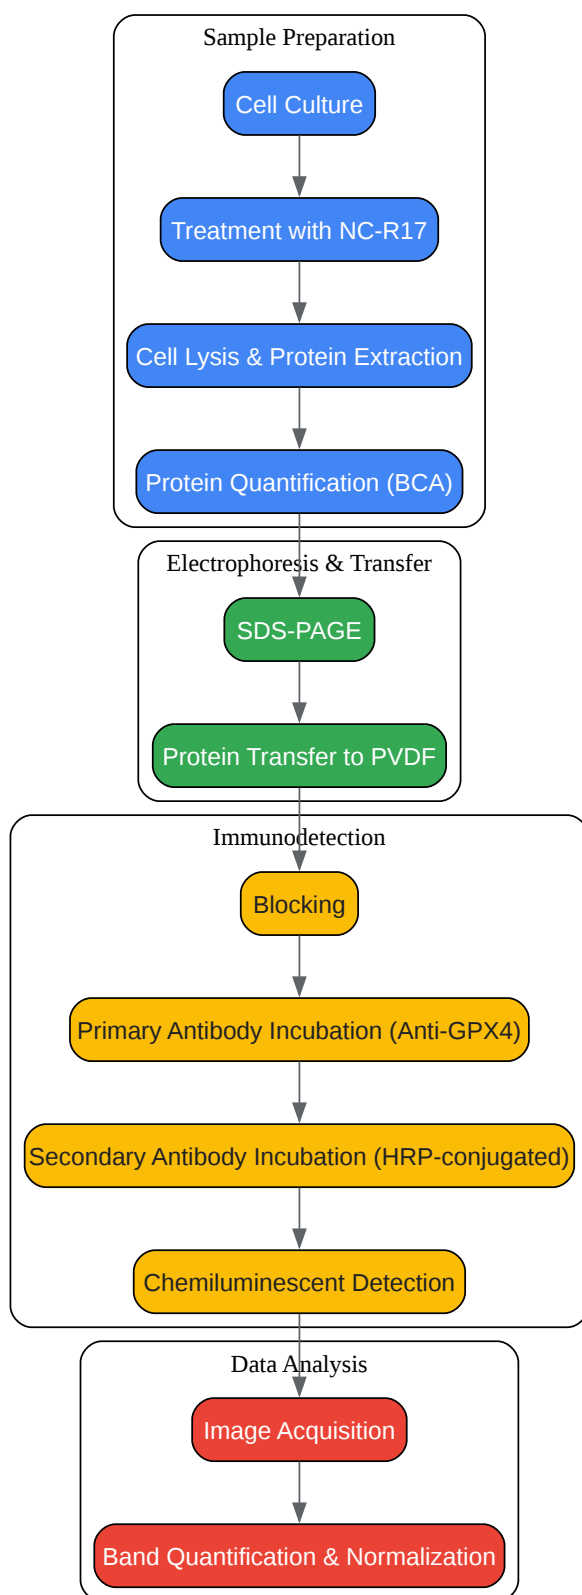 Sample Preparation
Cell Culture
Treatment with NC-R17
Cell Lysis & Protein Extraction
Protein Quantification (BCA)
Electrophoresis & Transfer
SDS-PAGE
Protein Transfer to PVDF
Immunodetection
Blocking
Primary Antibody Incubation (Anti-GPX4)
Secondary Antibody Incubation (HRP-conjugated)
Chemiluminescent Detection
Data Analysis
Image Acquisition
Band Quantification & Normalization